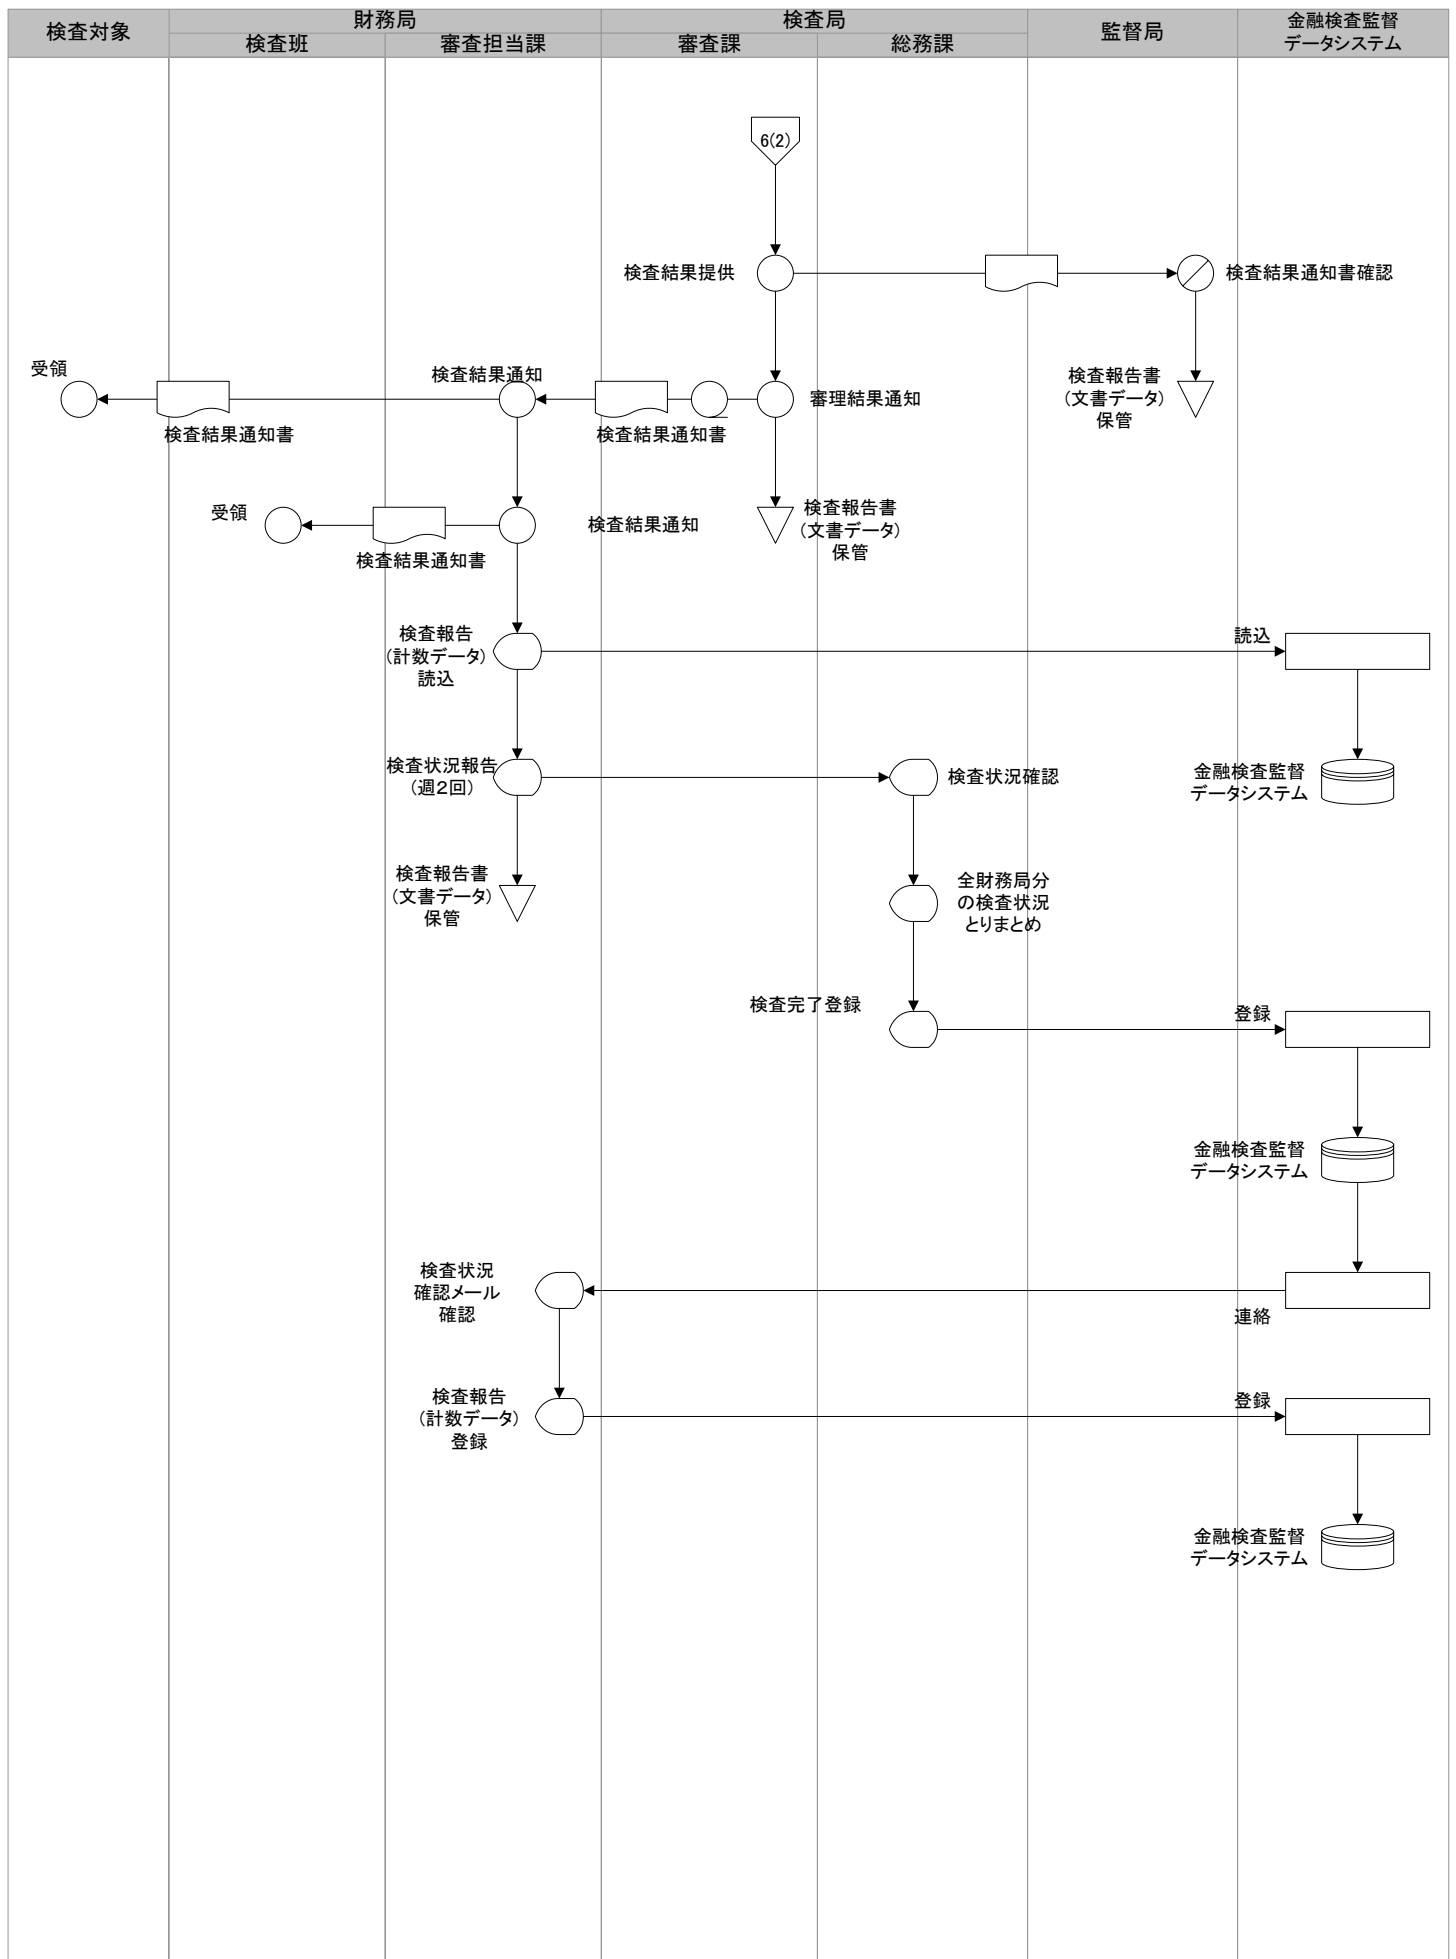 検査対象
財務局
検査局
監督局
金融検査監督
データシステム
検査班
審査担当課
審査課
総務課
6(2)
検査結果提供
検査結果通知書確認
受領
検査結果通知
審理結果通知
検査報告書
(文書データ)
保管
検査結果通知書
検査結果通知書
受領
検査結果通知
検査報告書
(文書データ)
保管
検査結果通知書
検査報告
(計数データ)
読込
読込
検査状況報告
(週2回)
検査状況確認
金融検査監督
データシステム
検査報告書
(文書データ)
保管
全財務局分
の検査状況
とりまとめ
検査完了登録
登録
金融検査監督
データシステム
検査状況
確認メール
確認
連絡
検査報告
(計数データ)
登録
登録
金融検査監督
データシステム